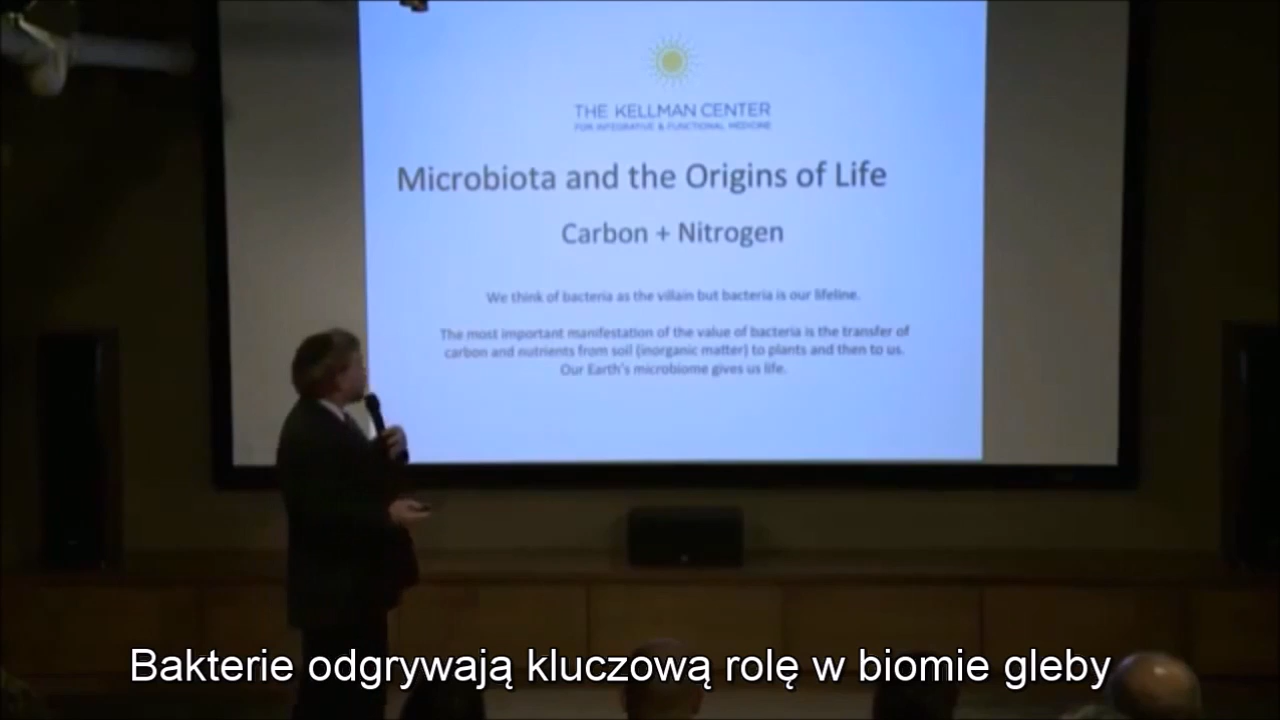 THE KELLMAN CENTER
FOR INTEGRATIVE & FUNCTIONAL MEDICINE
Microbiota and the Origins of Life
Carbon + Nitrogen
We think of bacteria as the villain but bacteria is our lifeline.
The most important manifestation of the value of bacteria is the transfer of
carbon and nutrients from soil (inorganic matter) to plants and then to us.
Our Earth's microbiome gives us life.
Bakterie odgrywają kluczową rolę w biomie gleby